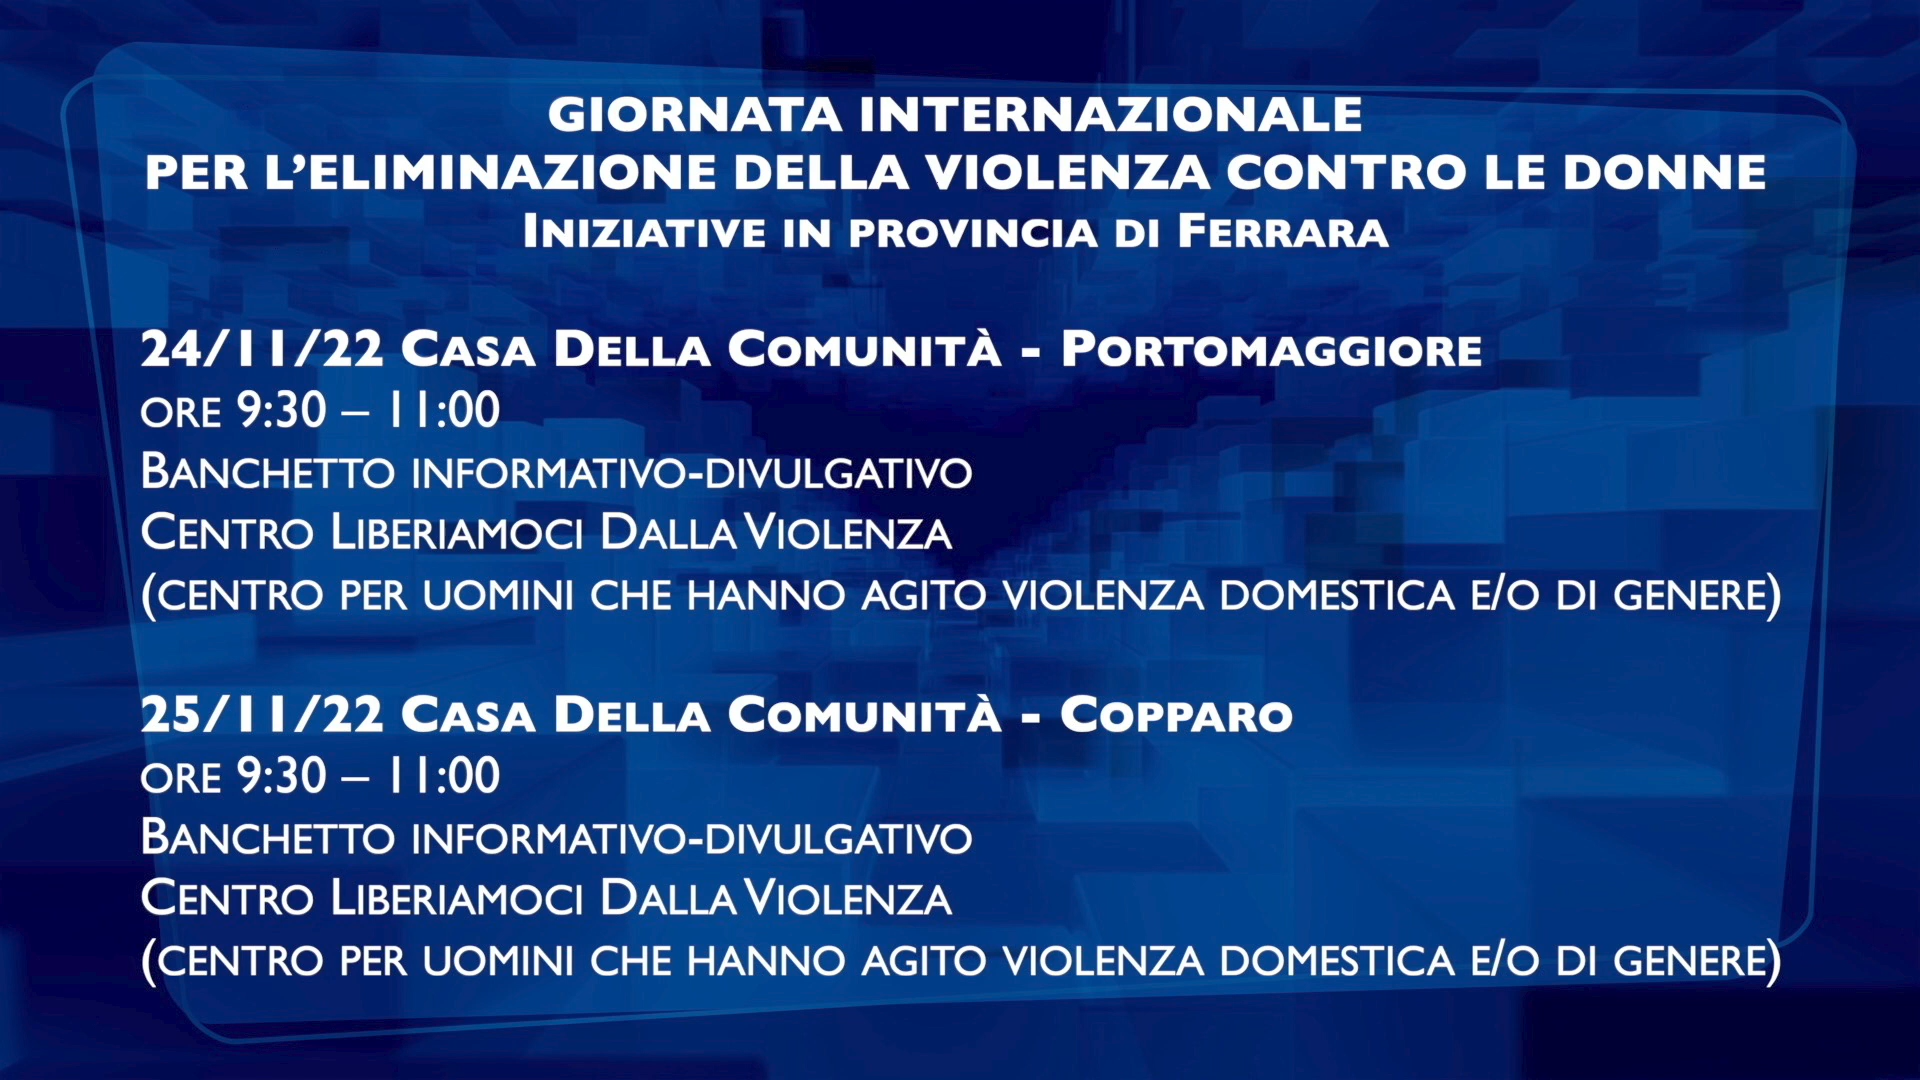 GIORNATA INTERNAZIONALE
PER L’ELIMINAZIONE DELLA VIOLENZA CONTRO LE DONNE
INIZIATIVE IN PROVINCIA DI FERRARA
24/11/22 CASA DELLA COMUNITÀ - PORTOMAGGIORE
ORE 9:30 – 11:00
BANCHETTO INFORMATIVO-DIVULGATIVO
CENTRO LIBERIAMOCI DALLA VIOLENZA
(CENTRO PER UOMINI CHE HANNO AGITO VIOLENZA DOMESTICA E/O DI GENERE)
25/11/22 CASA DELLA COMUNITÀ - COPPARO
ORE 9:30 – 11:00
BANCHETTO INFORMATIVO-DIVULGATIVO
CENTRO LIBERIAMOCI DALLA VIOLENZA
(CENTRO PER UOMINI CHE HANNO AGITO VIOLENZA DOMESTICA E/O DI GENERE)